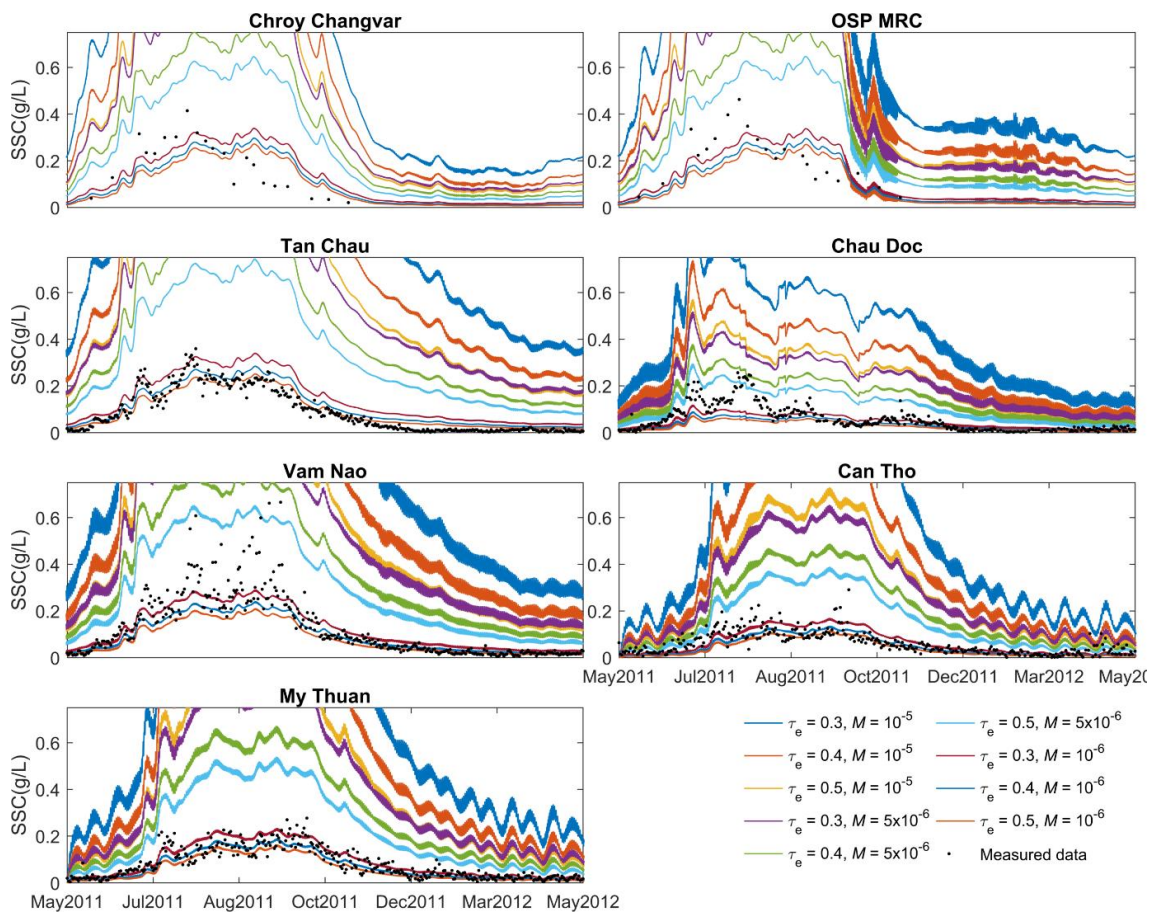 Chroy Changvar
OSP MRC
SSC(g/L)
0.6
0.4
0.2
0
0.6
0.4
0.2
0
Tan Chau
Chau Doc
SSC(g/L)
0.6
0.4
0.2
0
0.6
0.4
0.2
0
Vam Nao
Can Tho
SSC(g/L)
0.6
0.4
0.2
0
0.6
0.4
0.2
0
May2011 Jul2011 Aug2011 Oct2011 Dec2011 Mar2012 May20
My Thuan
SSC(g/L)
0.6
0.4
0.2
0
May2011 Jul2011 Aug2011 Oct2011 Dec2011 Mar2012 May2012
τe = 0.3, M = 10-5
τe = 0.4, M = 10-5
τe = 0.5, M = 10-5
τe = 0.3, M = 5x10-6
τe = 0.4, M = 5x10-6
τe = 0.5, M = 5x10-6
τe = 0.3, M = 10-6
τe = 0.4, M = 10-6
τe = 0.5, M = 10-6
Measured data